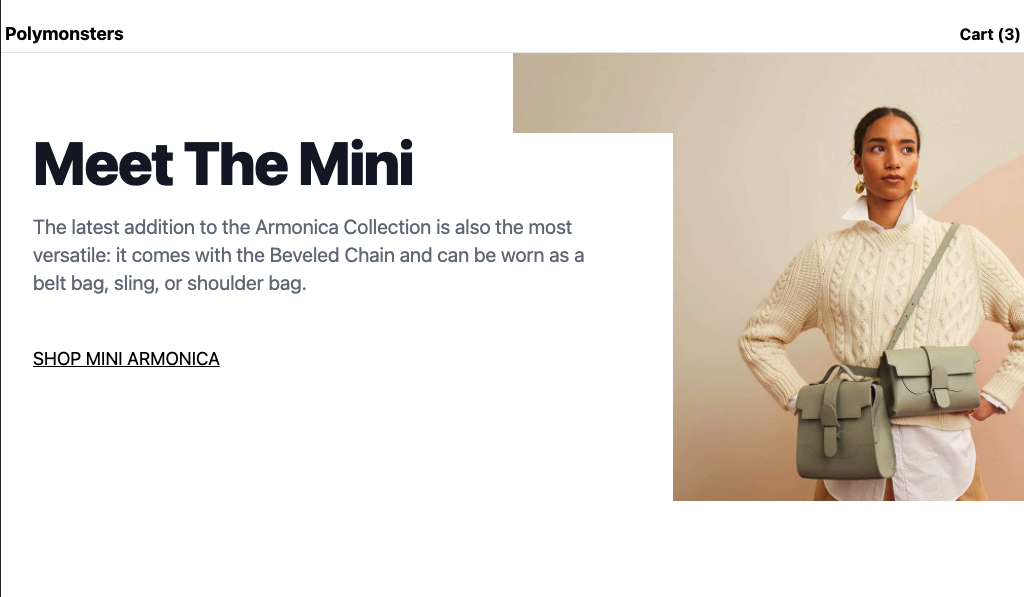 Polymonsters
Cart (3)
Meet The Mini
The latest addition to the Armonica Collection is also the most
versatile: it comes with the Beveled Chain and can be worn as a
belt bag, sling, or shoulder bag.
SHOP MINI ARMONICA